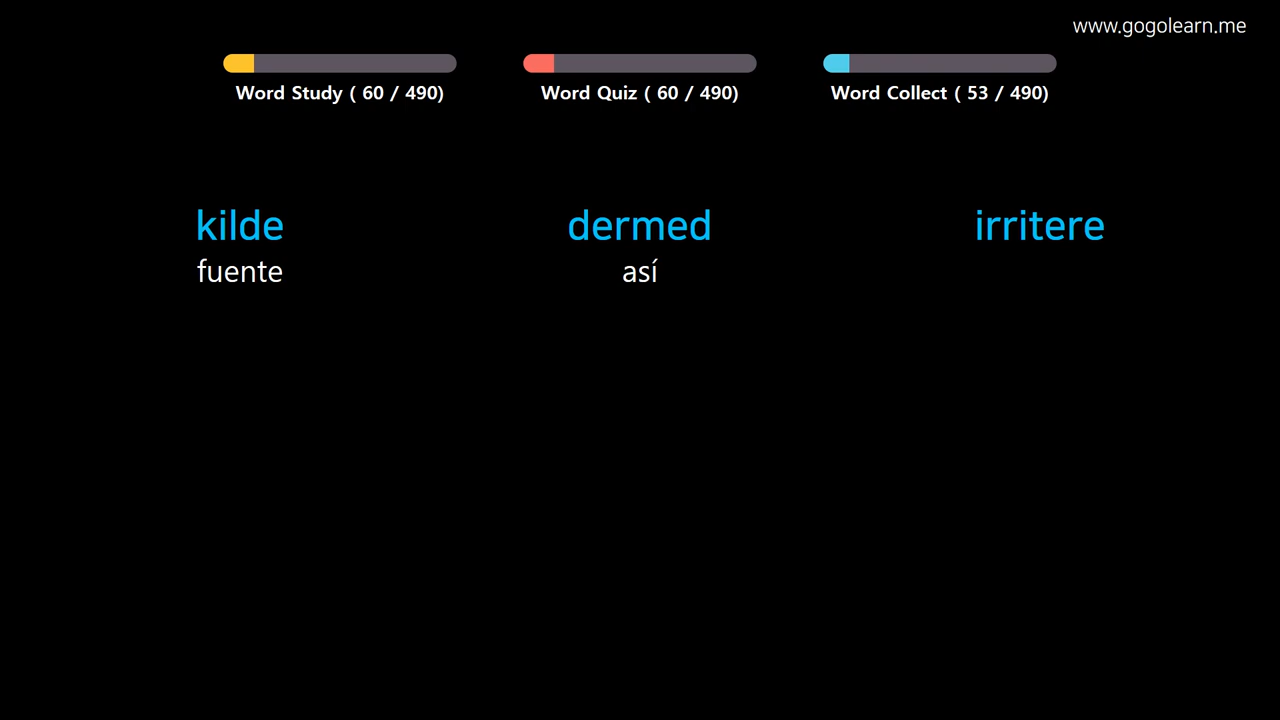 www.gogolearn.me
Word Study ( 60 / 490)
Word Quiz ( 60 / 490)
Word Collect ( 53 / 490)
kilde
fuente
dermed
así
irritere